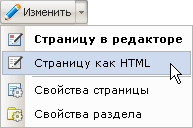 Изменить
Страницу в редакторе
Страницу как HTML
Свойства страницы
Свойства раздела